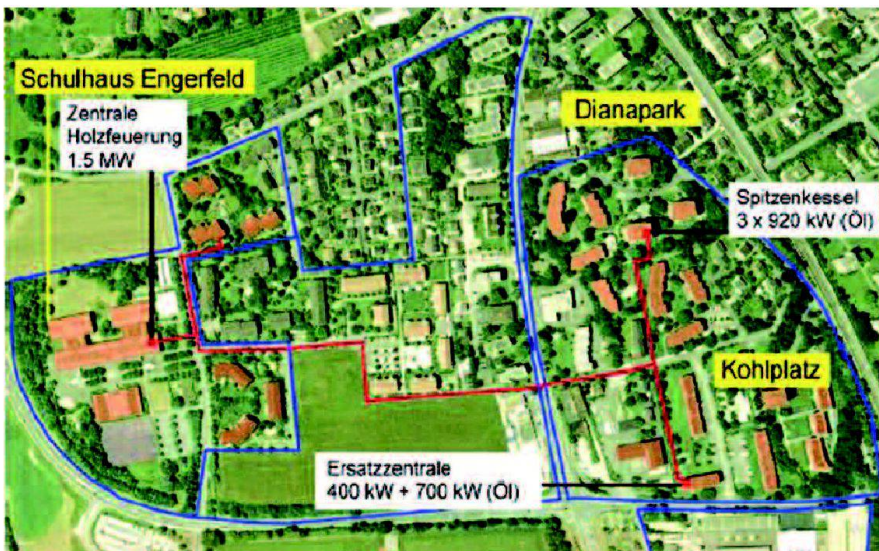 Schulhaus Engerfeld
Zentrale
Holzfeuerung
1.5 MW
Dianapark
Spitzenkessel
3 x 920 kW (Öl)
Kohlplatz
Ersatzzentrale
400 kW + 700 kW (Öl)